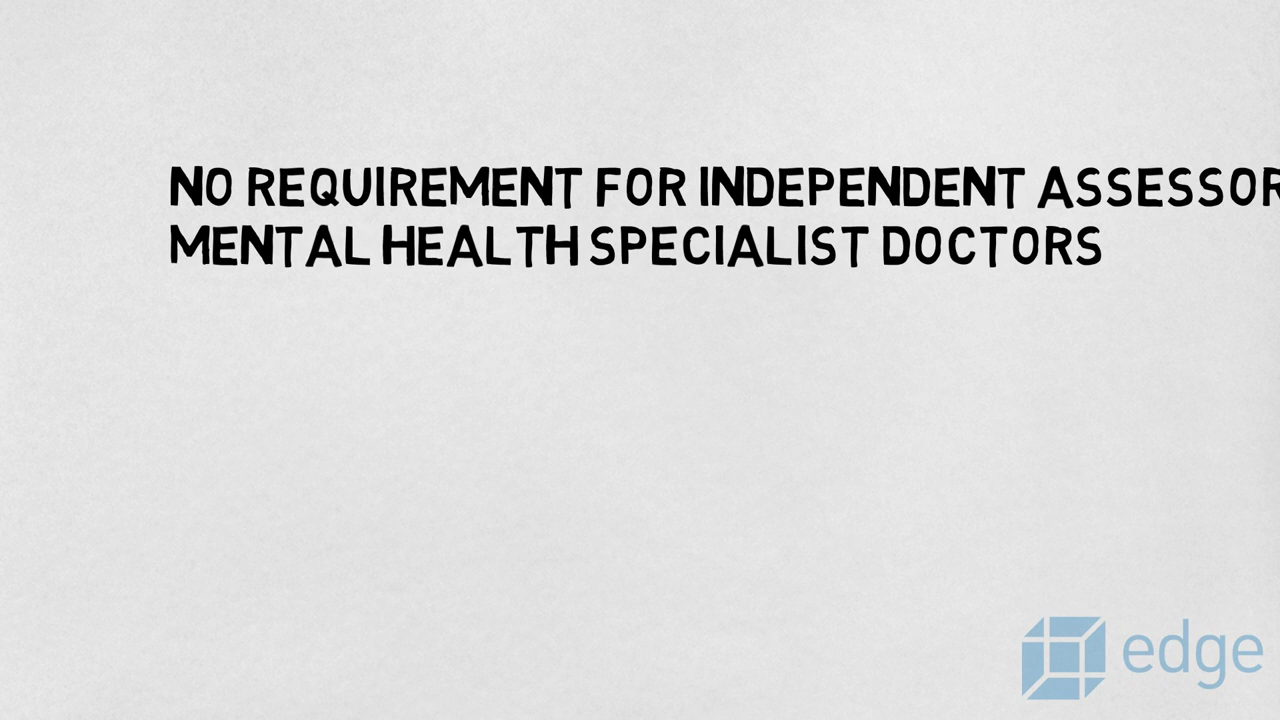 NO REQUIREMENT FOR INDEPENDENT ASSESSOR
MENTAL HEALTH SPECIALIST DOCTORS
edge